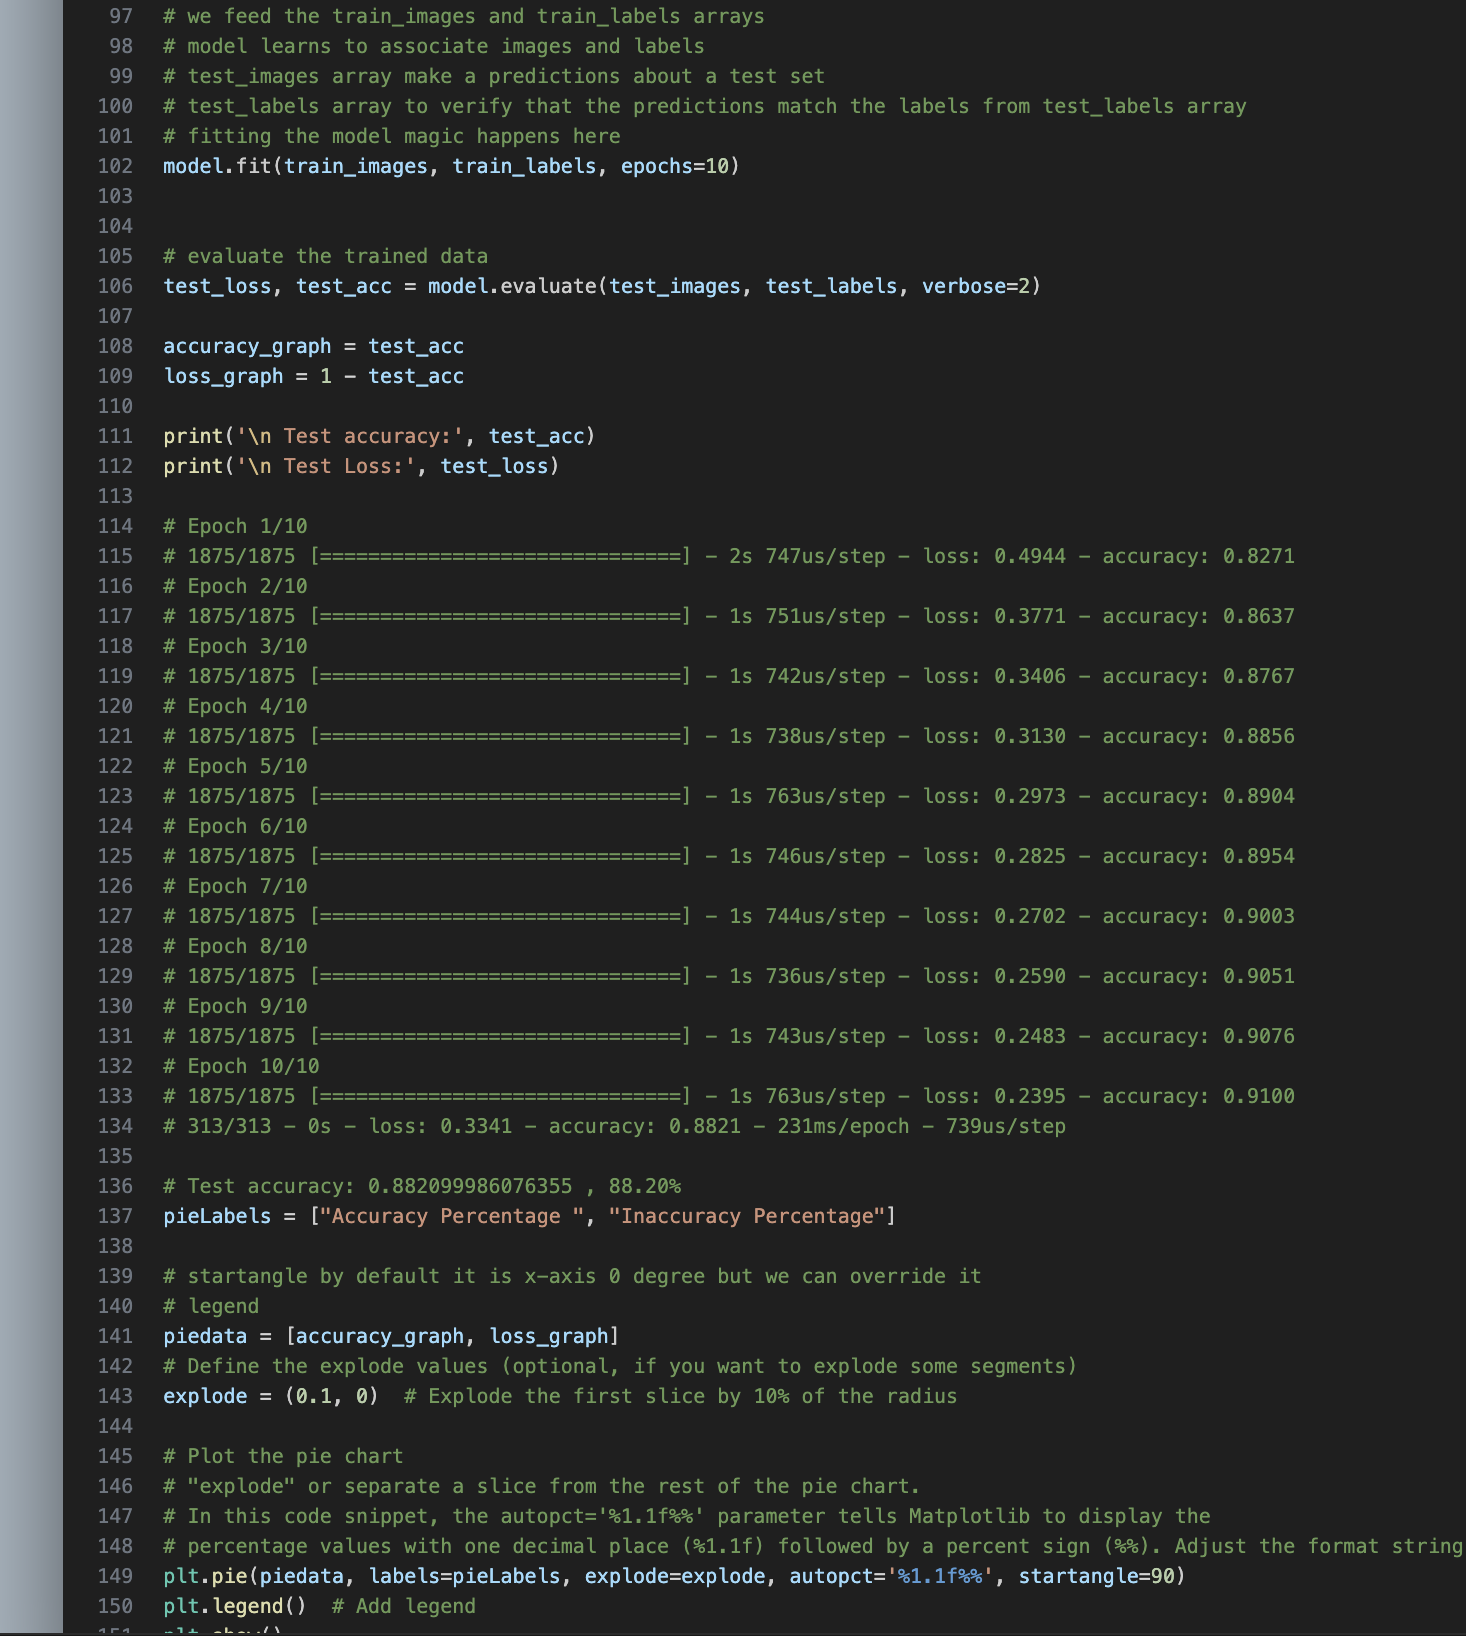 97 # we feed the train_images and train_labels arrays
98 # model learns to associate images and labels
99 # test_images array make a predictions about a test set
100 # test_labels array to verify that the predictions match the labels from test_labels array
101 # fitting the model magic happens here
102 model.fit(train_images, train_labels, epochs=10)
103
104
105 # evaluate the trained data
106 test_loss, test_acc = model.evaluate(test_images, test_labels, verbose=2)
107
108 accuracy_graph = test_acc
109 loss_graph = 1 - test_acc
110
111 print('\n Test accuracy:', test_acc)
112 print('\n Test Loss:', test_loss)
113
114 # Epoch 1/10
115 # 1875/1875 [==============================] - 2s 747us/step - loss: 0.4944 - accuracy: 0.8271
116 # Epoch 2/10
117 # 1875/1875 [==============================] - 1s 751us/step - loss: 0.3771 - accuracy: 0.8637
118 # Epoch 3/10
119 # 1875/1875 [==============================] - 1s 742us/step - loss: 0.3406 - accuracy: 0.8767
120 # Epoch 4/10
121 # 1875/1875 [==============================] - 1s 738us/step - loss: 0.3130 - accuracy: 0.8856
122 # Epoch 5/10
123 # 1875/1875 [==============================] - 1s 763us/step - loss: 0.2973 - accuracy: 0.8904
124 # Epoch 6/10
125 # 1875/1875 [==============================] - 1s 746us/step - loss: 0.2825 - accuracy: 0.8954
126 # Epoch 7/10
127 # 1875/1875 [==============================] - 1s 744us/step - loss: 0.2702 - accuracy: 0.9003
128 # Epoch 8/10
129 # 1875/1875 [==============================] - 1s 736us/step - loss: 0.2590 - accuracy: 0.9051
130 # Epoch 9/10
131 # 1875/1875 [==============================] - 1s 743us/step - loss: 0.2483 - accuracy: 0.9076
132 # Epoch 10/10
133 # 1875/1875 [==============================] - 1s 763us/step - loss: 0.2395 - accuracy: 0.9100
134 # 313/313 - 0s - loss: 0.3341 - accuracy: 0.8821 - 231ms/epoch - 739us/step
135
136 # Test accuracy: 0.882099986076355 , 88.20%
137 pieLabels = ["Accuracy Percentage ", "Inaccuracy Percentage"]
138
139 # startangle by default it is x-axis 0 degree but we can override it
140 # legend
141 piedata = [accuracy_graph, loss_graph]
142 # Define the explode values (optional, if you want to explode some segments)
143 explode = (0.1, 0)  # Explode the first slice by 10% of the radius
144
145 # Plot the pie chart
146 # "explode" or separate a slice from the rest of the pie chart.
147 # In this code snippet, the autopct='%1.1f%%' parameter tells Matplotlib to display the
148 # percentage values with one decimal place (%1.1f) followed by a percent sign (%%). Adjust the format string
149 plt.pie(piedata, labels=pieLabels, explode=explode, autopct='%1.1f%%', startangle=90)
150 plt.legend()  # Add legend
151 plt.show()